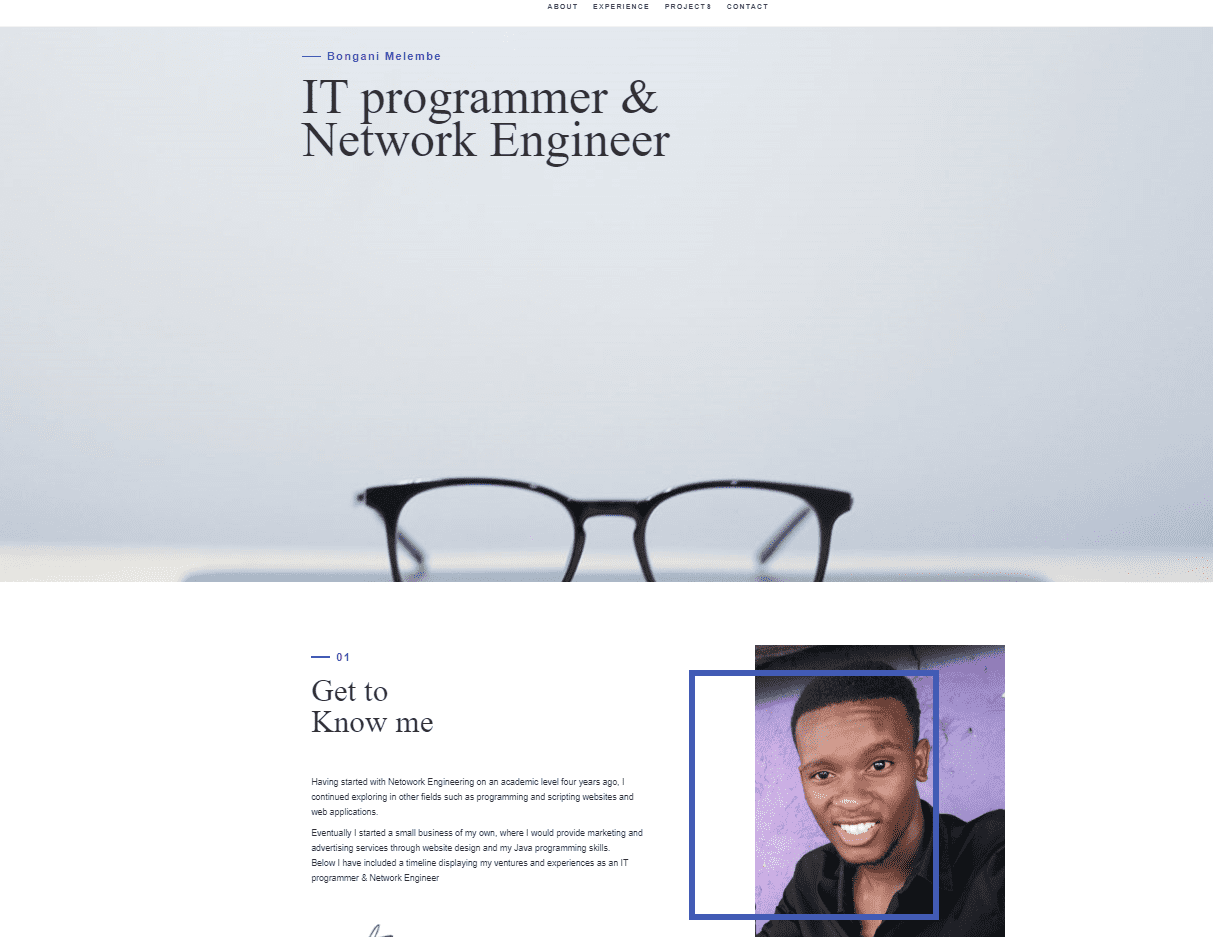 ABOUT EXPERIENCE PROJECTS CONTACT
Bongani Melembe
IT programmer &
Network Engineer
01
Get to
Know me
Having started with Netowork Engineering on an academic level four years ago, I
continued exploring in other fields such as programming and scripting websites and
web applications.
Eventually I started a small business of my own, where I would provide marketing and
advertising services through website design and my Java programming skills.
Below I have included a timeline displaying my ventures and experiences as an IT
programmer & Network Engineer